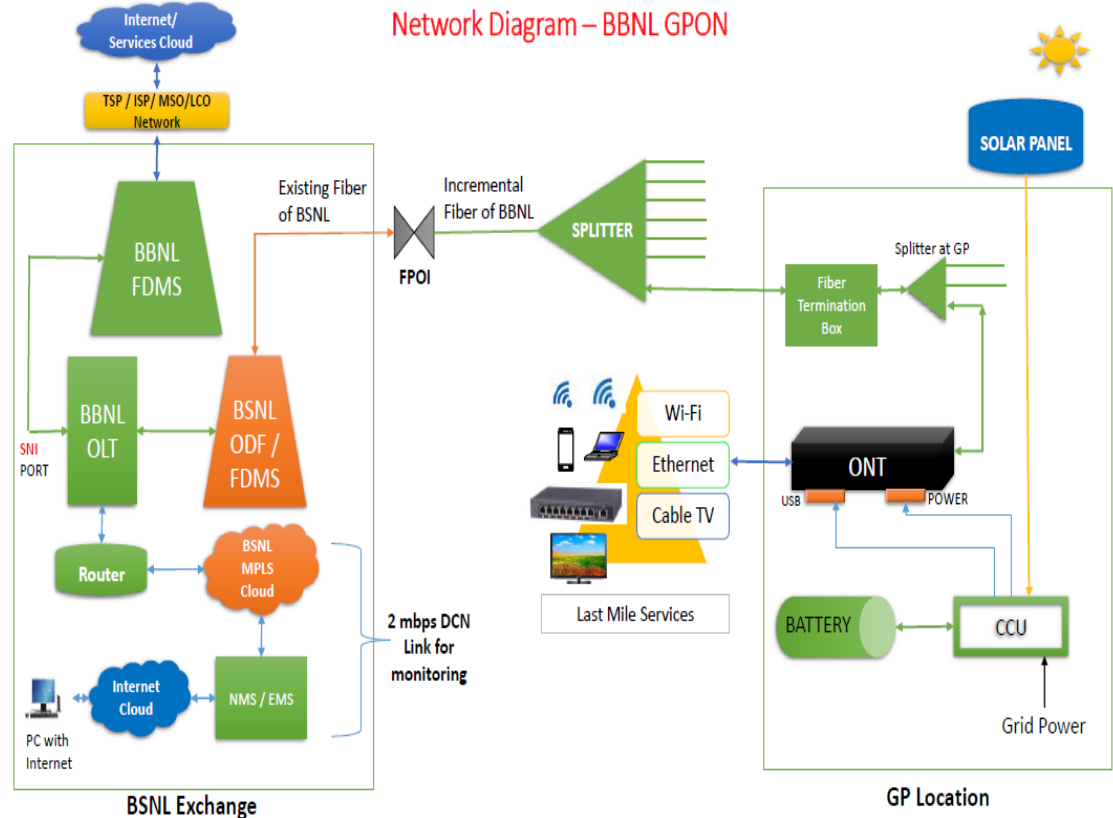 Network Diagram – BBNL GPON
Internet/
Services Cloud
TSP / ISP/ MSO/LCO
Network
BBNL
FDMS
Existing Fiber
of BSNL
FPOI
Incremental
Fiber of BBNL
SPLITTER
SOLAR PANEL
Splitter at GP
Fiber
Termination
Box
SNI
PORT
BBNL
OLT
BSNL
ODF /
FDMS
Wi-Fi
Ethernet
Cable TV
Last Mile Services
ONT
USB
POWER
Router
BSNL
MPLS
Cloud
2 mbps DCN
Link for
monitoring
BATTERY
CCU
Grid Power
PC with
Internet
Internet
Cloud
NMS / EMS
BSNL Exchange
GP Location